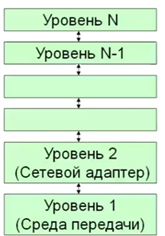 Уровень N
Уровень N-1
Уровень 2
(Сетевой адаптер)
Уровень 1
(Среда передачи)